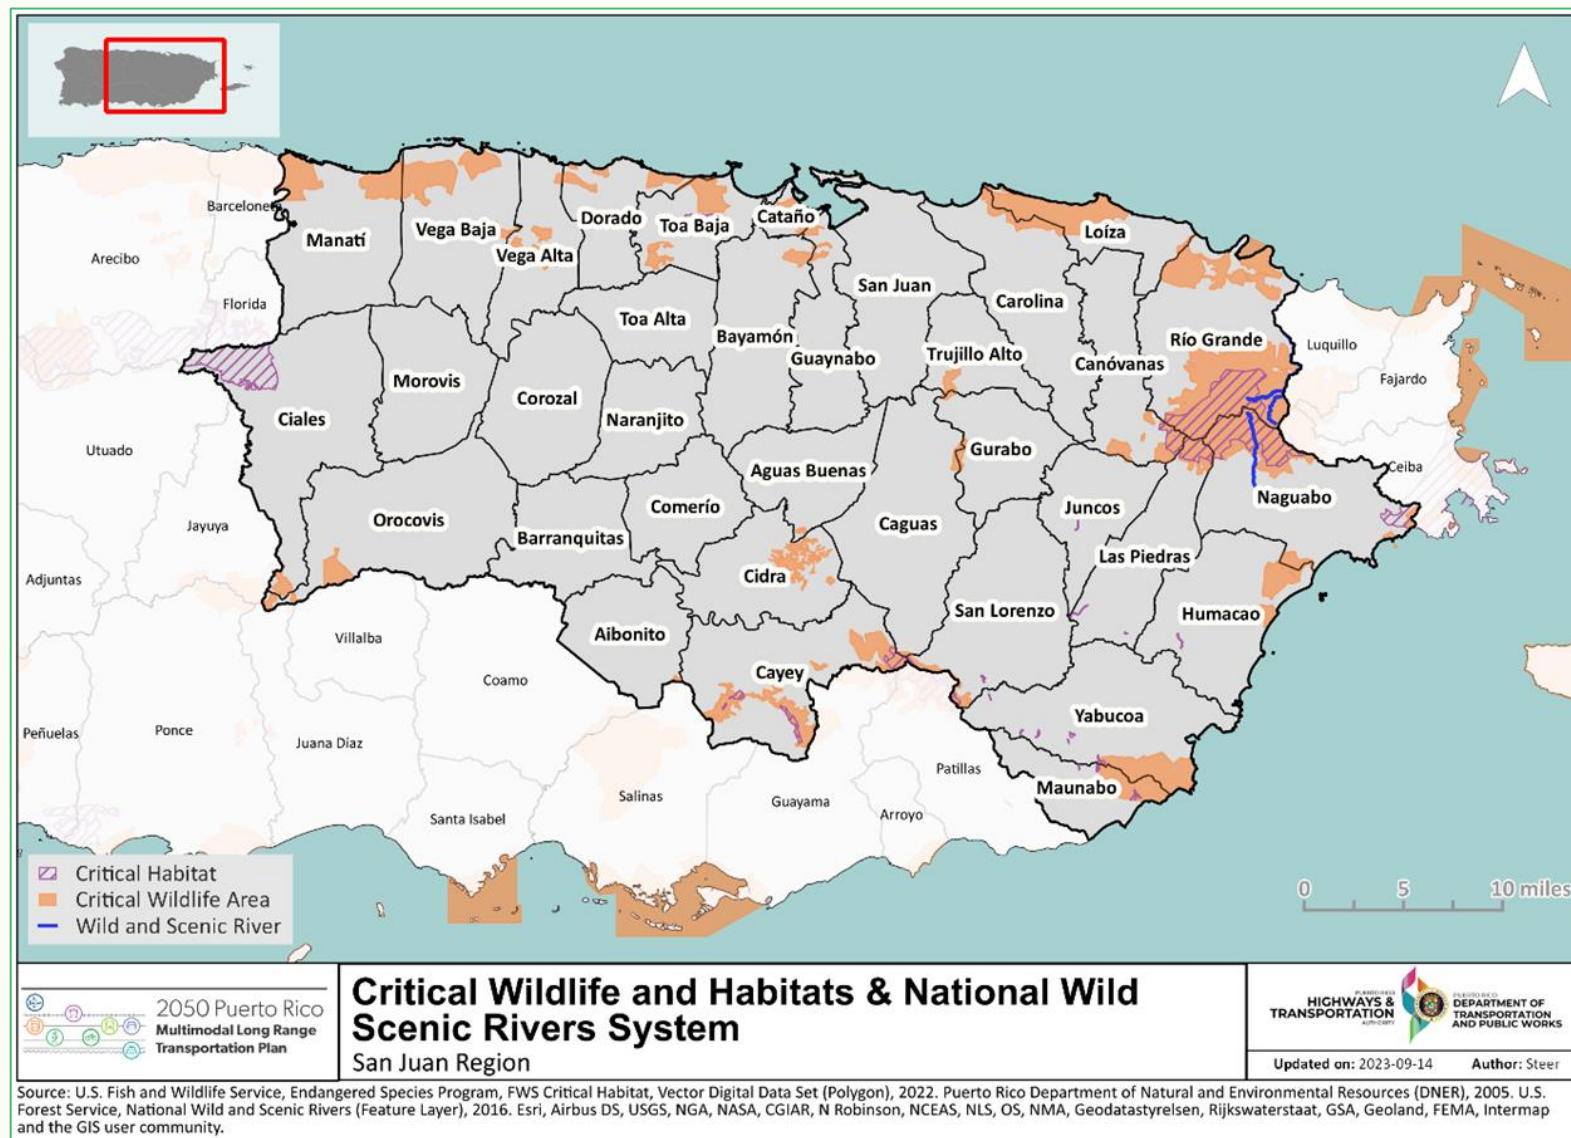 Barceloneta
Manatí
Vega Baja
Vega Alta
Dorado
Toa Baja
Cataño
Loíza
Arecibo
Florida
San Juan
Carolina
Toa Alta
Bayamón
Guaynabo
Trujillo Alto
Canóvanas
Río Grande
Luquillo
Fajardo
Morovis
Corozal
Naranjito
Ciales
Utuado
Aguas Buenas
Gurabo
Ceiba
Naguabo
Jayuya
Orocovis
Barranquitas
Comerío
Caguas
Juncos
Las Piedras
Adjuntas
Cidra
San Lorenzo
Humacao
Villalba
Aibonito
Coamo
Cayey
Yabucoa
Peñuelas
Ponce
Juana Díaz
Patillas
Maunabo
Salinas
Guayama
Arroyo
Santa Isabel
Critical Habitat
Critical Wildlife Area
Wild and Scenic River
0 5 10 miles
2050 Puerto Rico
Multimodal Long Range
Transportation Plan
Critical Wildlife and Habitats & National Wild
Scenic Rivers System
San Juan Region
PUERTO RICO
HIGHWAYS &
TRANSPORTATION
AUTHORITY
PUERTO RICO
DEPARTMENT OF
TRANSPORTATION
AND PUBLIC WORKS
Updated on: 2023-09-14 Author: Steer
Source: U.S. Fish and Wildlife Service, Endangered Species Program, FWS Critical Habitat, Vector Digital Data Set (Polygon), 2022. Puerto Rico Department of Natural and Environmental Resources (DNER), 2005. U.S.
Forest Service, National Wild and Scenic Rivers (Feature Layer), 2016. Esri, Airbus DS, USGS, NGA, NASA, CGIAR, N Robinson, NCEAS, NLS, OS, NMA, Geodatastyrelsen, Rijkswaterstaat, GSA, Geoland, FEMA, Intermap
and the GIS user community.